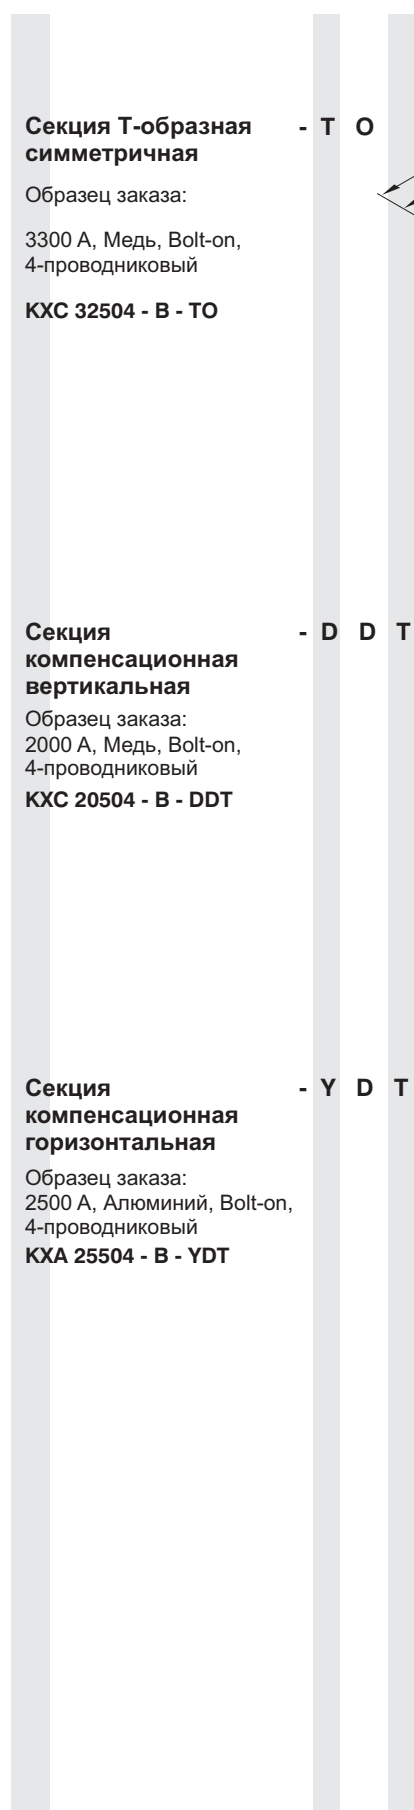 Секция Т-образная - T O
симметричная
Образец заказа:
3300 А, Медь, Bolt-on,
4-проводниковый
KXC 32504 - B - TO
Секция - D D T
компенсационная
вертикальная
Образец заказа:
2000 А, Медь, Bolt-on,
4-проводниковый
KXC 20504 - B - DDT
Секция - Y D T
компенсационная
горизонтальная
Образец заказа:
2500 А, Алюминий, Bolt-on,
4-проводниковый
KXA 25504 - B - YDT